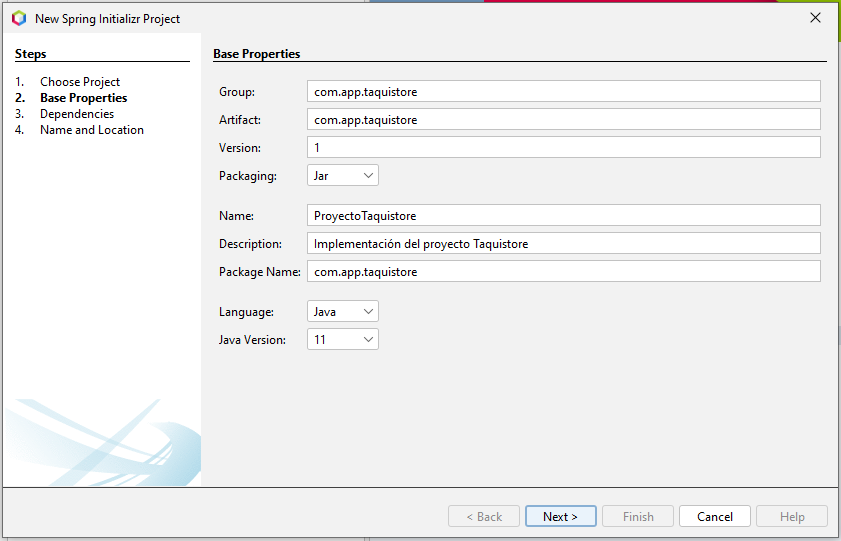 New Spring Initializr Project
Steps
1. Choose Project
2. Base Properties
3. Dependencies
4. Name and Location
Base Properties
Group: com.app.taquistore
Artifact: com.app.taquistore
Version: 1
Packaging: Jar
Name: ProyectoTaquistore
Description: Implementación del proyecto Taquistore
Package Name: com.app.taquistore
Language: Java
Java Version: 11
< Back Next > Finish Cancel Help